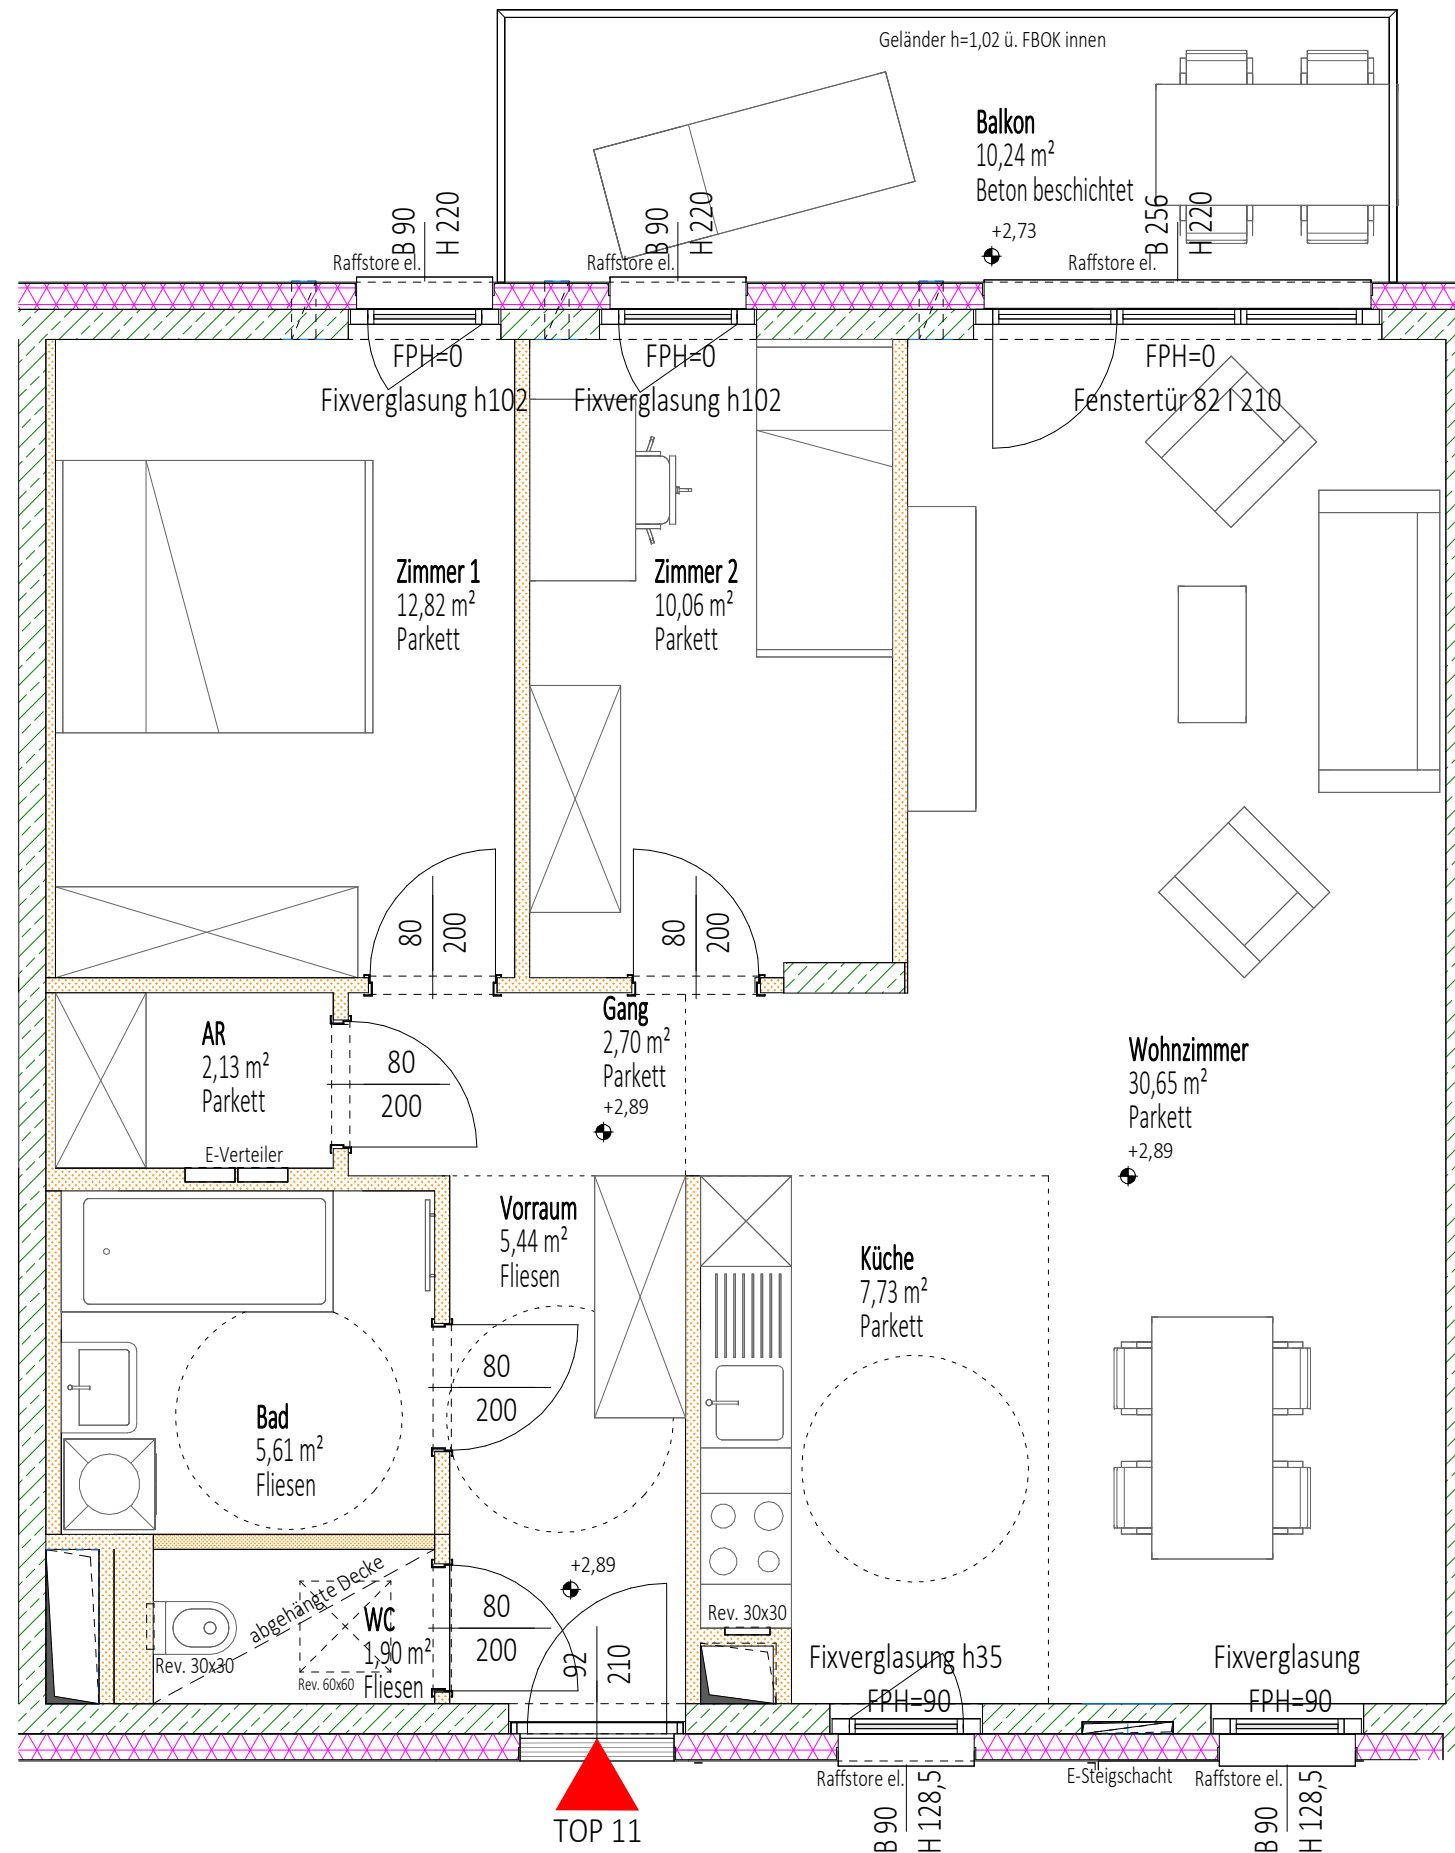 Geländer h=1,02 ü. FBOK innen
Balkon
10,24 m²
Beton beschichtet
+2,73
B 90
H 220
Raffstore el.
B 90
H 220
Raffstore el.
B 256
H 220
Raffstore el.
FPH=0
Fixverglasung h102
FPH=0
Fixverglasung h102
FPH=0
Fenstertür 82 | 210
Zimmer 1
12,82 m²
Parkett
Zimmer 2
10,06 m²
Parkett
80
200
80
200
Gang
2,70 m²
Parkett
+2,89
AR
2,13 m²
Parkett
E-Verteiler
80
200
Wohnzimmer
30,65 m²
Parkett
+2,89
Vorraum
5,44 m²
Fliesen
Küche
7,73 m²
Parkett
80
200
Bad
5,61 m²
Fliesen
+2,89
abgehängte Decke
WC
1,90 m²
Fliesen
Rev. 30x30
Rev. 60x60
80
200
92
210
Rev. 30x30
Fixverglasung h35
FPH=90
Fixverglasung
FPH=90
Raffstore el.
B 90
H 128,5
E-Steigschacht
Raffstore el.
B 90
H 128,5
TOP 11